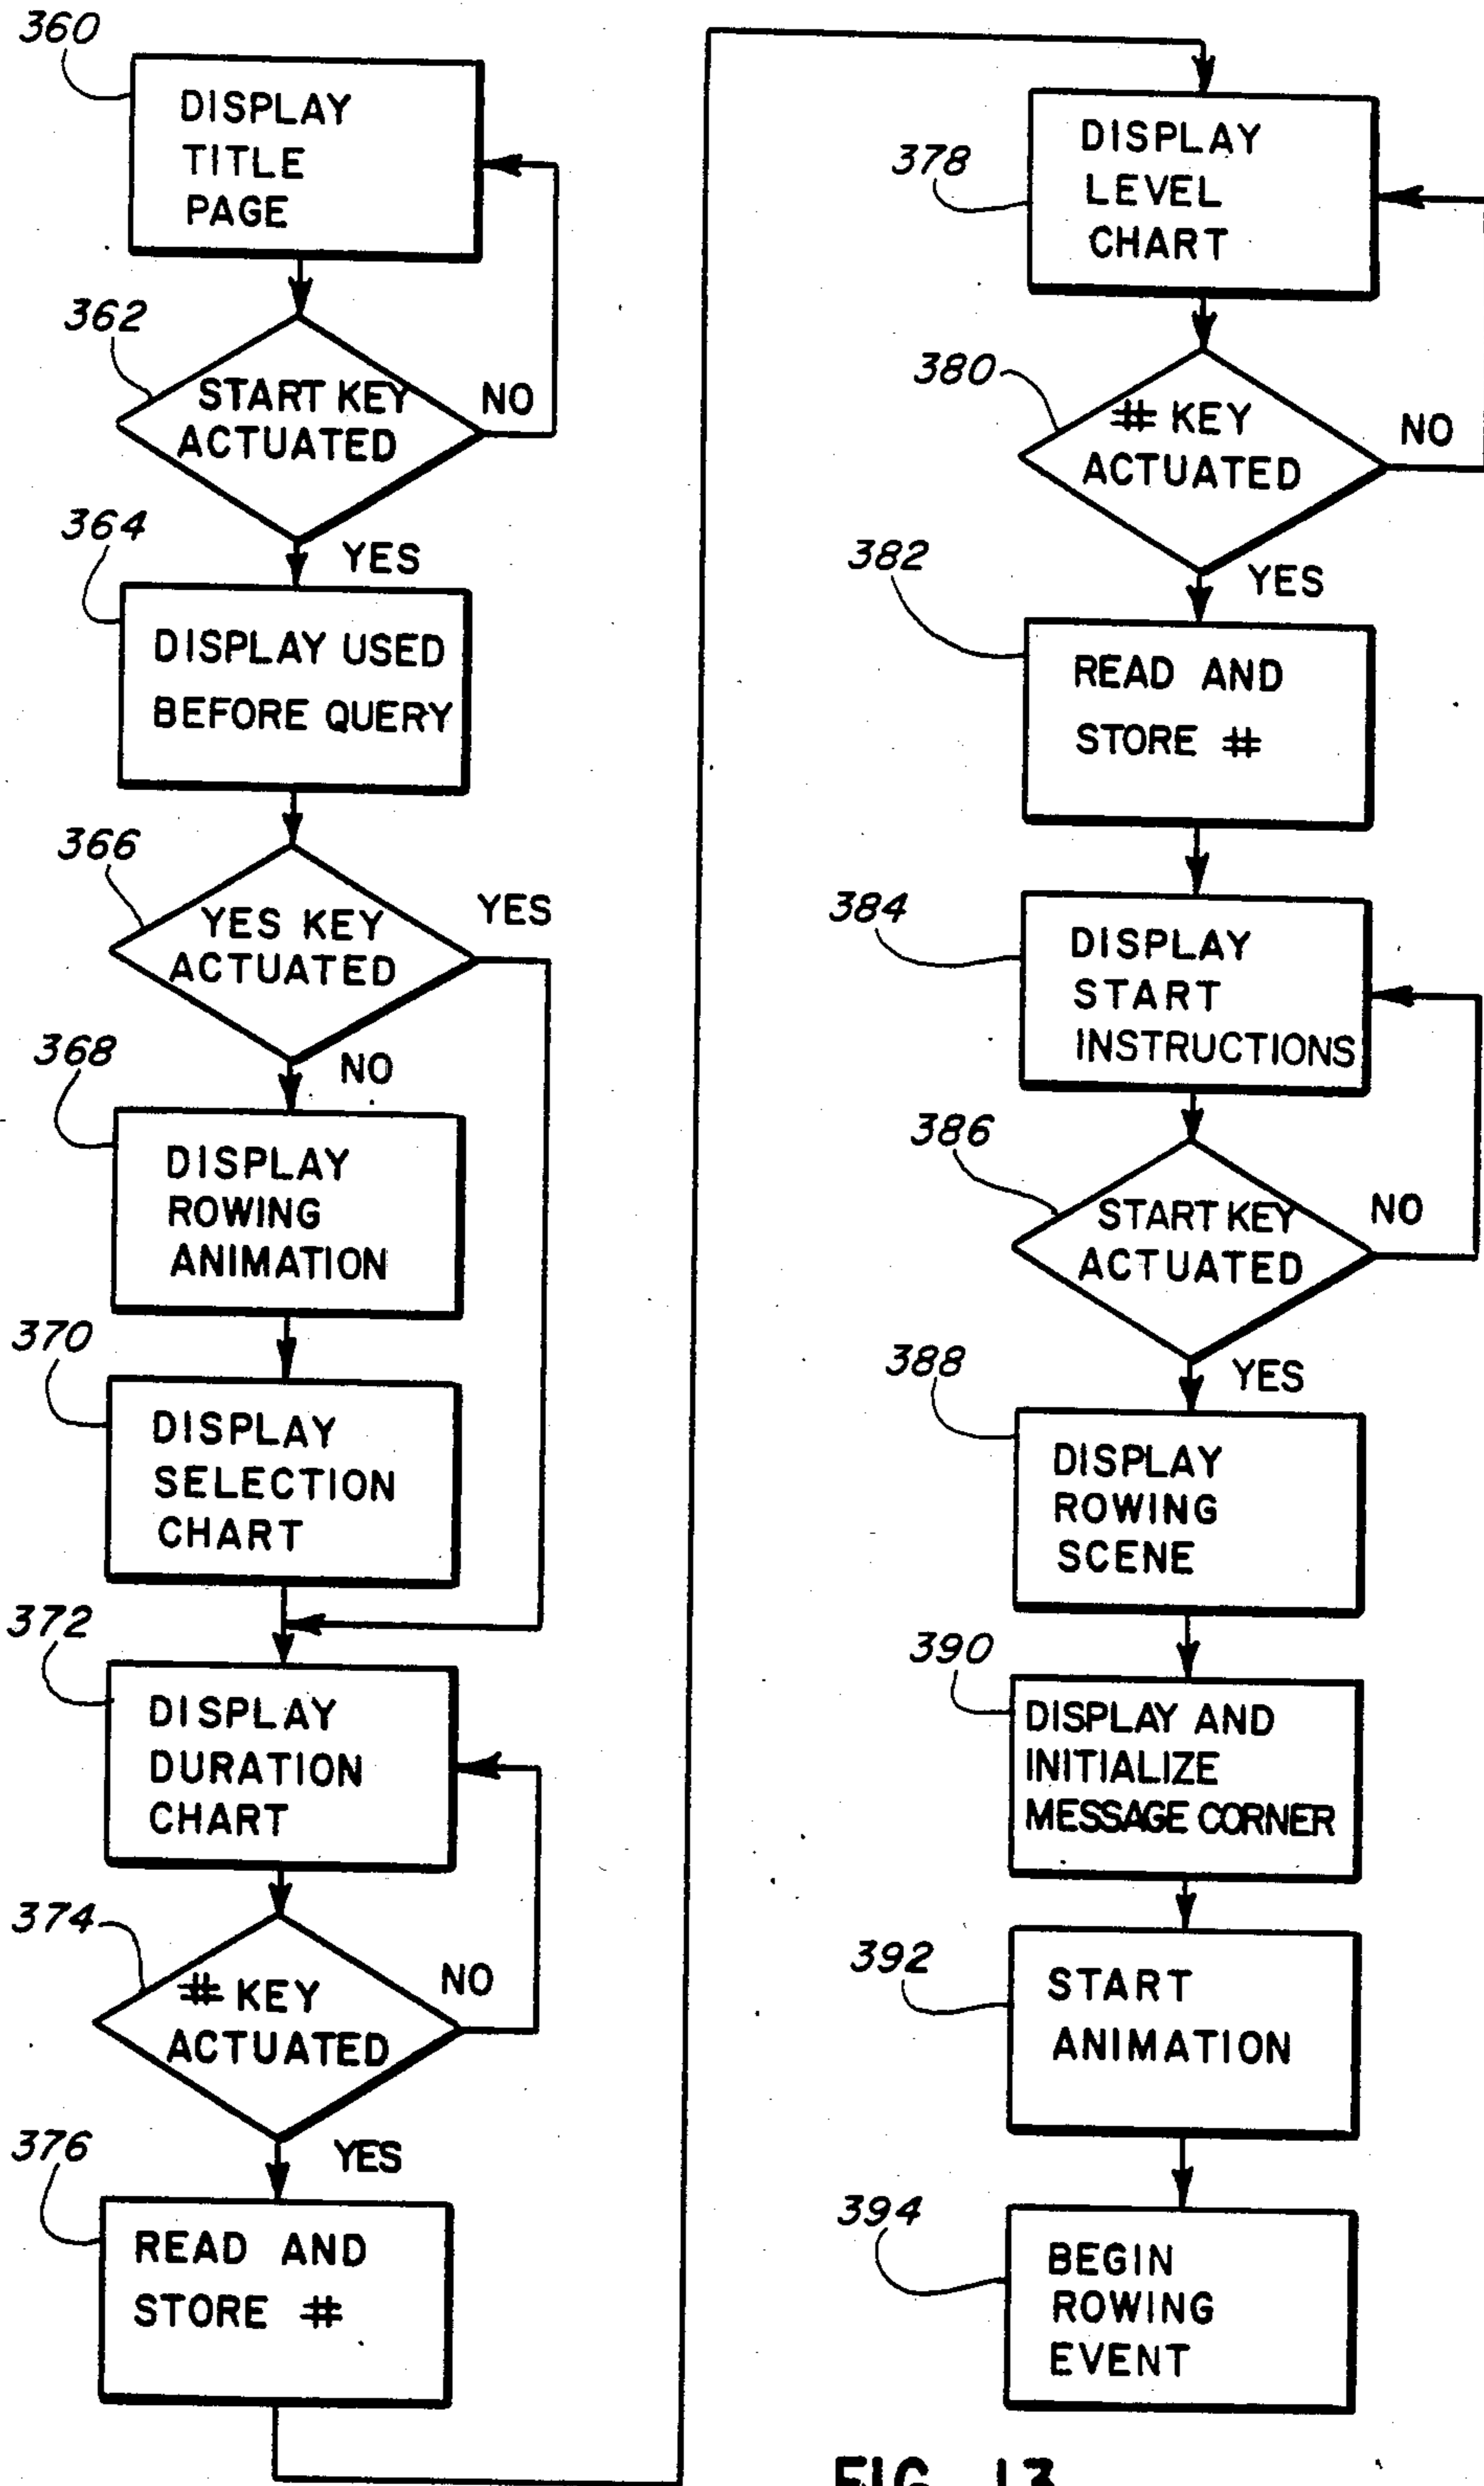 360
DISPLAY
TITLE
PAGE
362
START KEY
ACTUATED
NO
YES
364
DISPLAY USED
BEFORE QUERY
366
YES KEY
ACTUATED
YES
NO
368
DISPLAY
ROWING
ANIMATION
370
DISPLAY
SELECTION
CHART
372
DISPLAY
DURATION
CHART
374
# KEY
ACTUATED
NO
YES
376
READ AND
STORE #
378
DISPLAY
LEVEL
CHART
380
# KEY
ACTUATED
NO
YES
382
READ AND
STORE #
384
DISPLAY
START
INSTRUCTIONS
386
START KEY
ACTUATED
NO
YES
388
DISPLAY
ROWING
SCENE
390
DISPLAY AND
INITIALIZE
MESSAGE CORNER
392
START
ANIMATION
394
BEGIN
ROWING
EVENT
FIG. 13